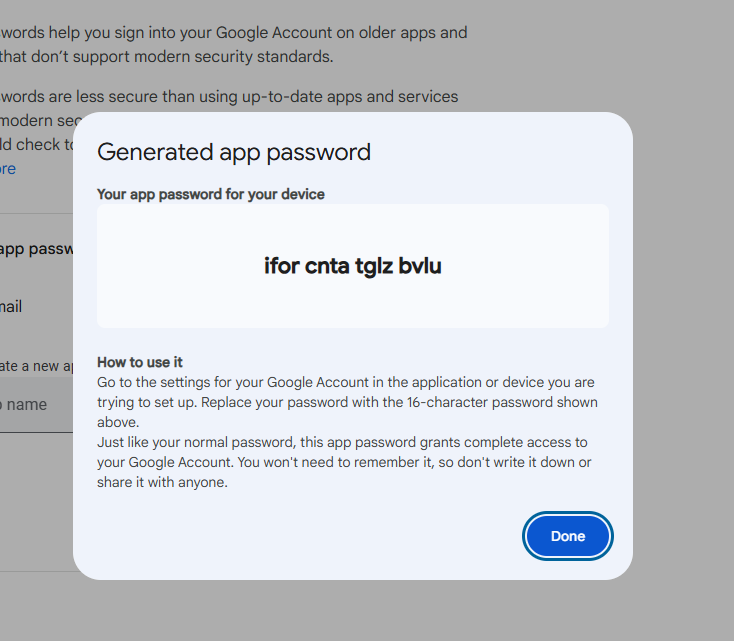 swords help you sign into your Google Account on older apps and
that don't support modern security standards.
swords are less secure than using up-to-date apps and services
modern sec
ld check to
re
Generated app password
Your app password for your device
app passw
ifor cnta tglz bvlu
mail
How to use it
ate a new ap
Go to the settings for your Google Account in the application or device you are
trying to set up. Replace your password with the 16-character password shown
above.
name
Just like your normal password, this app password grants complete access to
your Google Account. You won't need to remember it, so don't write it down or
share it with anyone.
Done